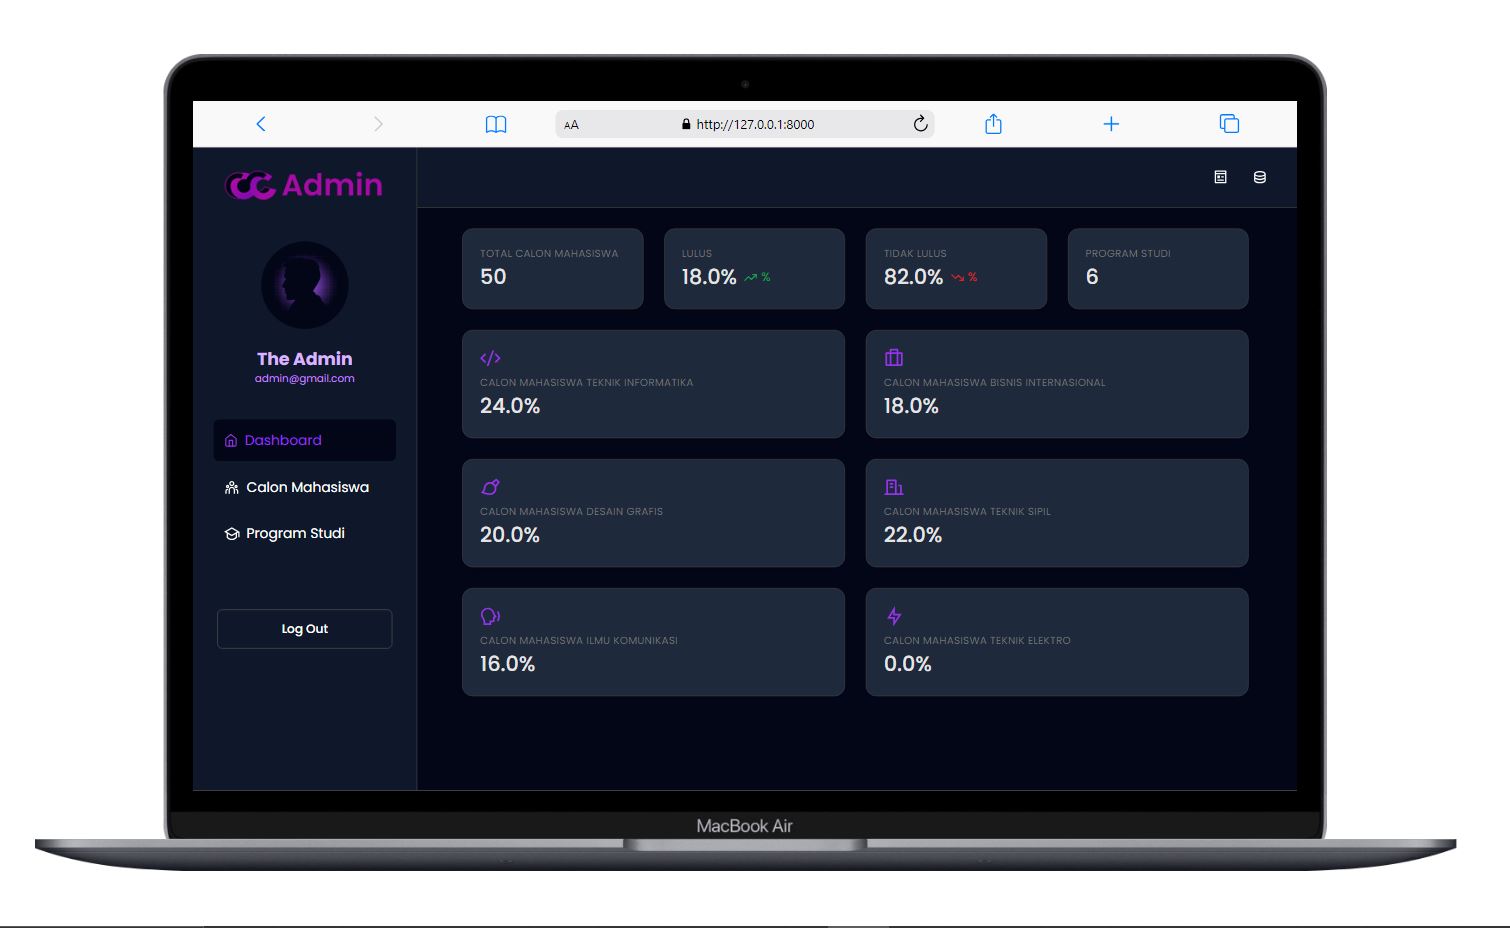 AA http://127.0.0.1:8000
CC Admin
The Admin
admin@gmail.com
Dashboard
Calon Mahasiswa
Program Studi
Log Out
TOTAL CALON MAHASISWA
50
LULUS
18.0% %
TIDAK LULUS
82.0% %
PROGRAM STUDI
6
CALON MAHASISWA TEKNIK INFORMATIKA
24.0%
CALON MAHASISWA BISNIS INTERNASIONAL
18.0%
CALON MAHASISWA DESAIN GRAFIS
20.0%
CALON MAHASISWA TEKNIK SIPIL
22.0%
CALON MAHASISWA ILMU KOMUNIKASI
16.0%
CALON MAHASISWA TEKNIK ELEKTRO
0.0%
MacBook Air